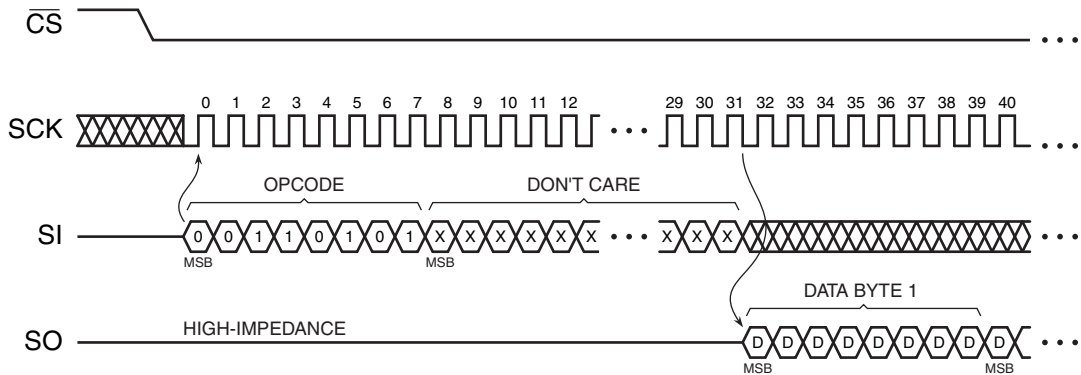 CS
0 1 2 3 4 5 6 7 8 9 10 11 12 29 30 31 32 33 34 35 36 37 38 39 40
SCK
OPCODE DON'T CARE
SI 0 0 1 1 0 1 0 1 X X X X X X X X X
MSB MSB
DATA BYTE 1
HIGH-IMPEDANCE
SO D D D D D D D D D
MSB MSB